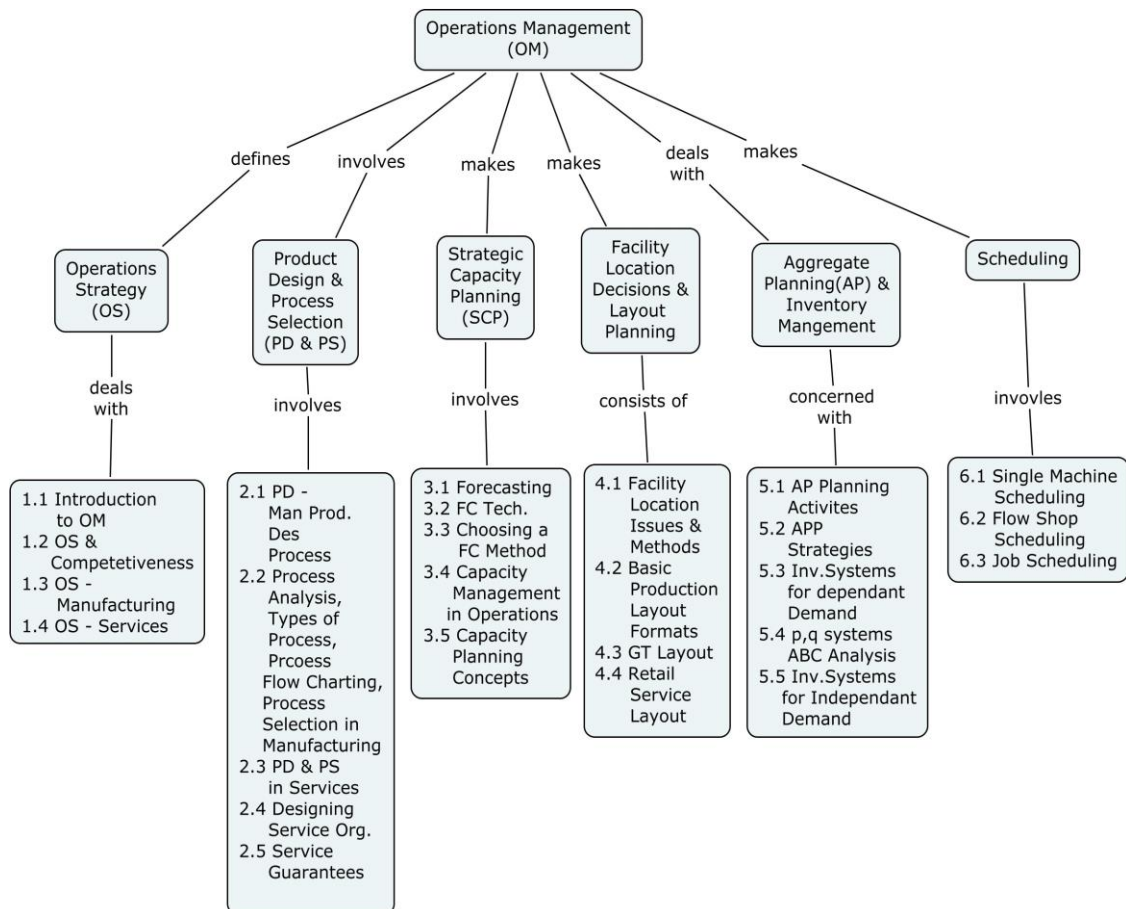 Operations Management
(OM)
defines
involves
makes
makes
deals
with
makes
Operations
Strategy
(OS)
Product
Design &
Process
Selection
(PD & PS)
Strategic
Capacity
Planning
(SCP)
Facility
Location
Decisions &
Layout
Planning
Aggregate
Planning(AP) &
Inventory
Mangement
Scheduling
deals
with
involves
involves
consists of
concerned
with
invovles
1.1 Introduction
to OM
1.2 OS &
Competetiveness
1.3 OS -
Manufacturing
1.4 OS - Services
2.1 PD -
Man Prod.
Des
Process
2.2 Process
Analysis,
Types of
Process,
Prcoess
Flow Charting,
Process
Selection in
Manufacturing
2.3 PD & PS
in Services
2.4 Designing
Service Org.
2.5 Service
Guarantees
3.1 Forecasting
3.2 FC Tech.
3.3 Choosing a
FC Method
3.4 Capacity
Management
in Operations
3.5 Capacity
Planning
Concepts
4.1 Facility
Location
Issues &
Methods
4.2 Basic
Production
Layout
Formats
4.3 GT Layout
4.4 Retail
Service
Layout
5.1 AP Planning
Activites
5.2 APP
Strategies
5.3 Inv.Systems
for dependant
Demand
5.4 p,q systems
ABC Analysis
5.5 Inv.Systems
for Independant
Demand
6.1 Single Machine
Scheduling
6.2 Flow Shop
Scheduling
6.3 Job Scheduling